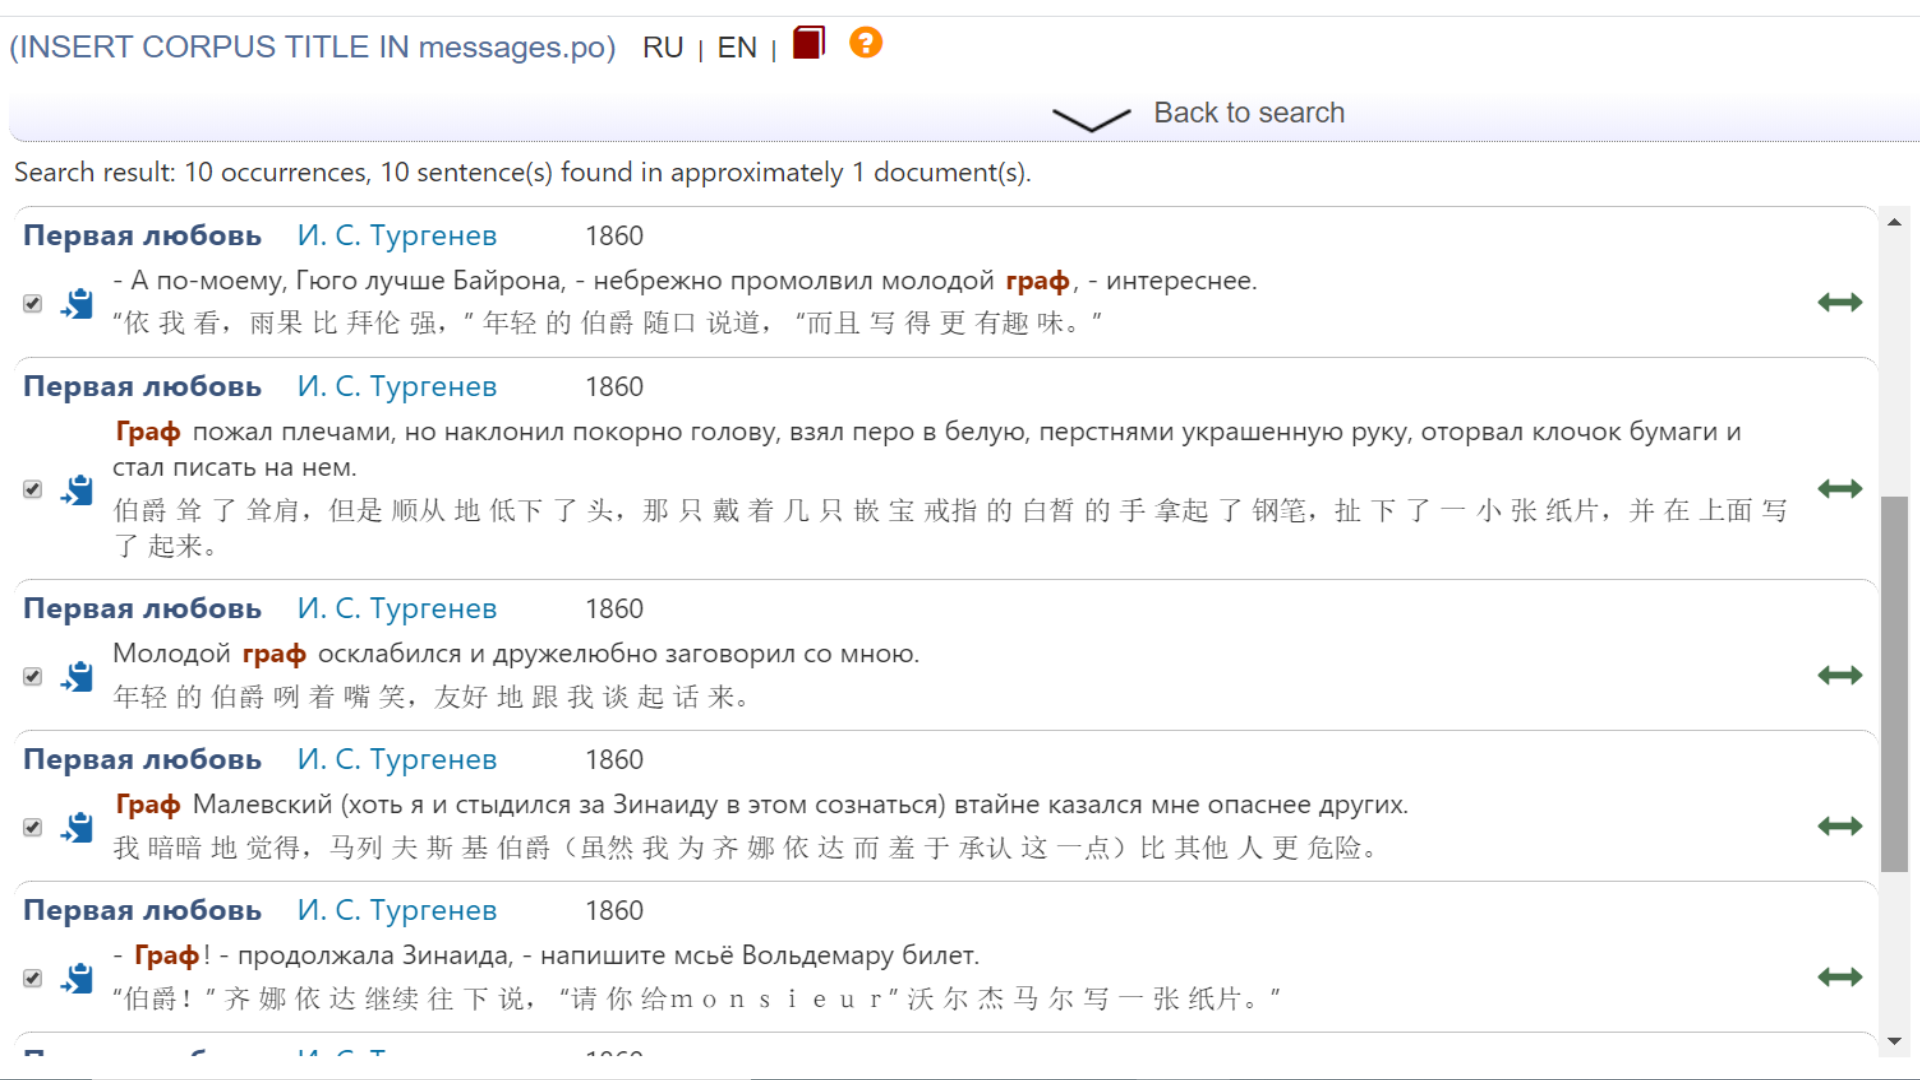 (INSERT CORPUS TITLE IN messages.po) RU | EN |
Back to search
Search result: 10 occurrences, 10 sentence(s) found in approximately 1 document(s).
Первая любовь И. С. Тургенев 1860
- А по-моему, Гюго лучше Байрона, - небрежно промолвил молодой граф, - интереснее.
“依 我 看，雨果 比 拜伦 强，” 年轻 的 伯爵 随口 说道， “而且 写 得 更 有趣 味。”
Первая любовь И. С. Тургенев 1860
Граф пожал плечами, но наклонил покорно голову, взял перо в белую, перстнями украшенную руку, оторвал клочок бумаги и
стал писать на нем.
伯爵 耸 了 耸肩，但是 顺从 地 低下 了 头，那 只 戴 着 几 只 嵌 宝 戒指 的 白皙 的 手 拿起 了 钢笔，扯 下 了 一 小 张 纸片，并 在 上面 写
了 起来。
Первая любовь И. С. Тургенев 1860
Молодой граф осклабился и дружелюбно заговорил со мною.
年轻 的 伯爵 咧 着 嘴 笑，友好 地 跟 我 谈 起 话 来。
Первая любовь И. С. Тургенев 1860
Граф Малевский (хоть я и стыдился за Зинаиду в этом сознаться) втайне казался мне опаснее других.
我 暗暗 地 觉得，马列 夫 斯 基 伯爵（虽然 我 为 齐 娜 依 达 而 羞 于 承认 这 一点）比 其他 人 更 危险。
Первая любовь И. С. Тургенев 1860
- Граф! - продолжала Зинаида, - напишите мсьё Вольдемару билет.
“伯爵！” 齐 娜 依 达 继续 往 下 说， “请 你 给ｍｏｎｓｉｅｕｒ” 沃 尔 杰 马 尔 写 一 张 纸片。”